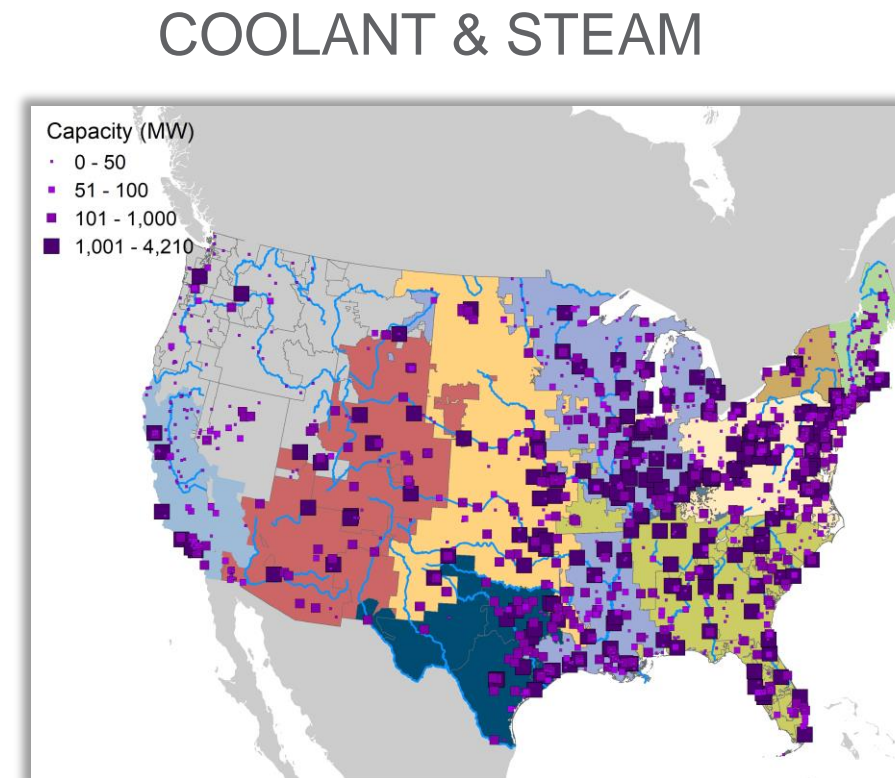 COOLANT & STEAM
Capacity (MW)
0 - 50
51 - 100
101 - 1,000
1,001 - 4,210